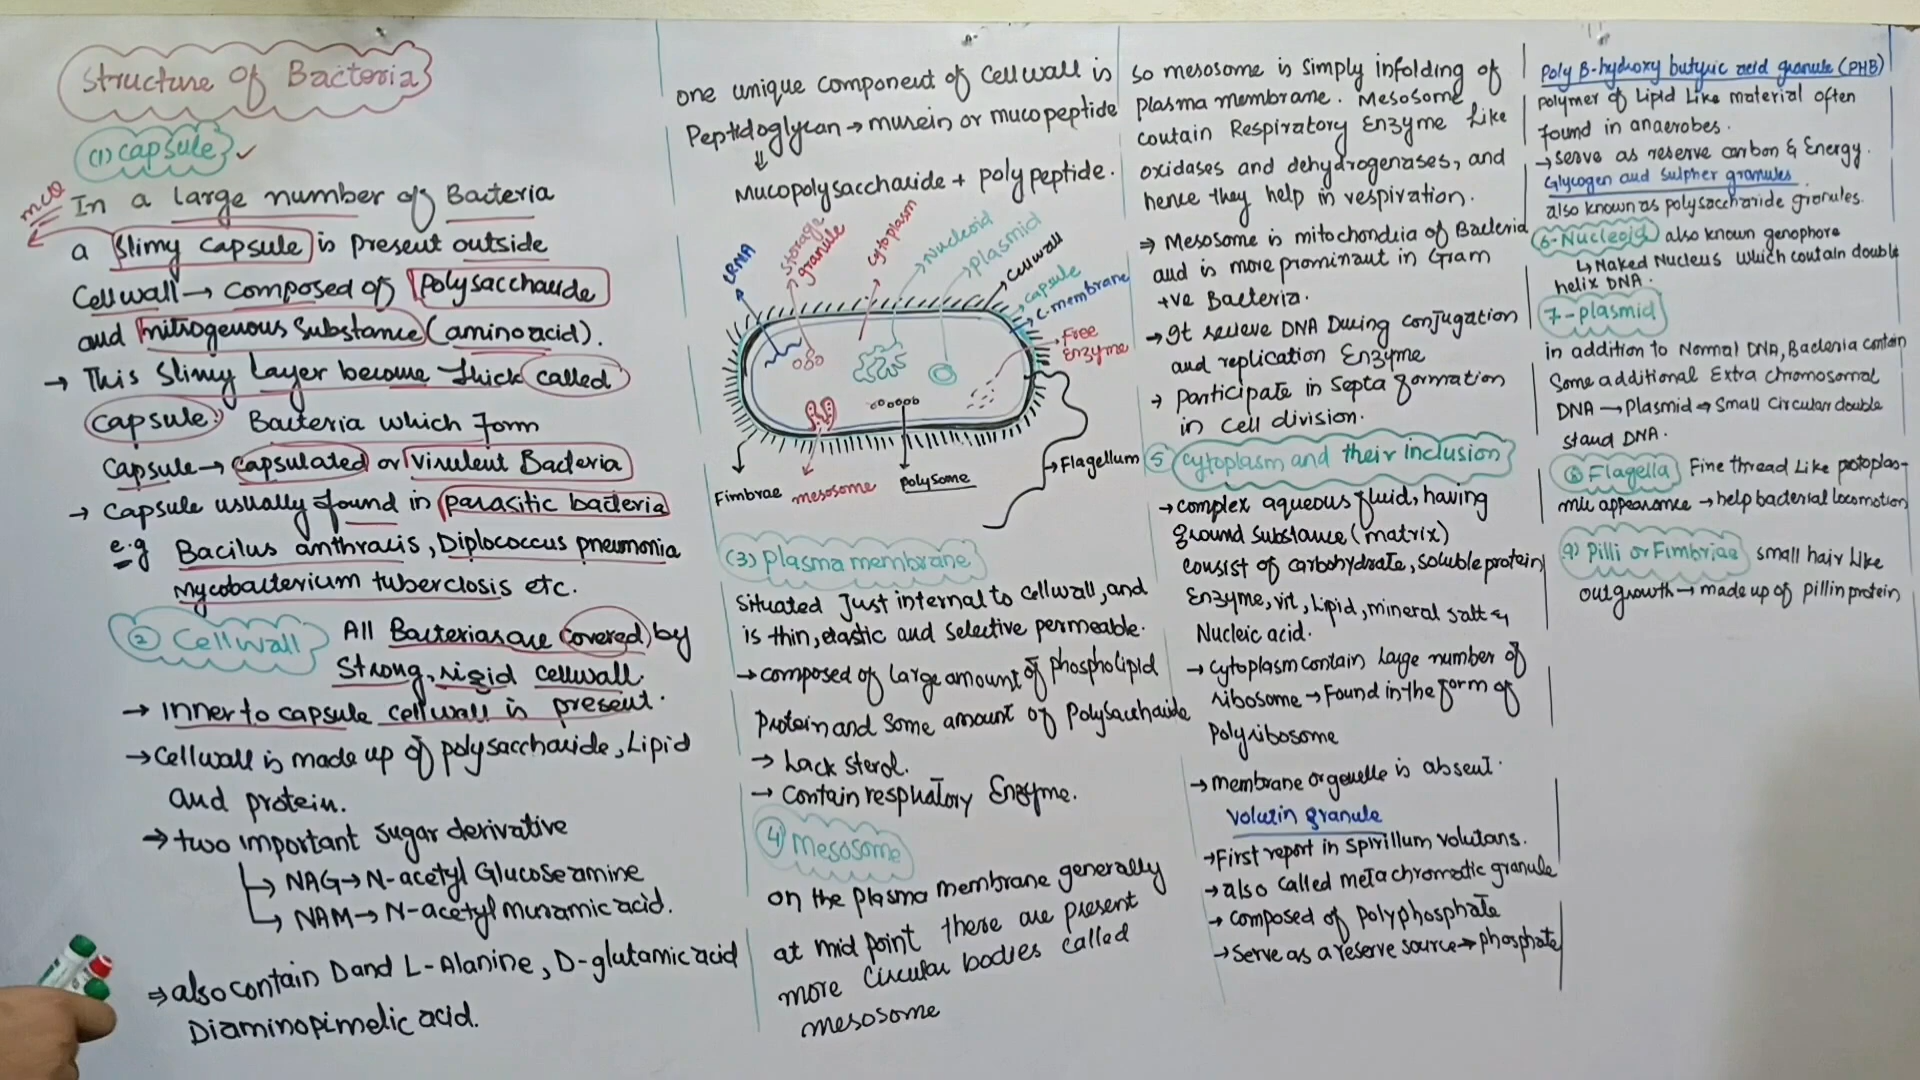 Structure of Bacteria
(1) capsule ✓
mcq
In a large number of Bacteria
a slimy capsule is present outside
Cellwall → composed of Polysacchaude
and nitrogenous substance (aminoacid).
→ This slimy Layer become thick called
capsule. Bacteria which form
capsule → capsulated or virulent Bacteria
→ capsule usually found in parasitic bacteria
e.g Bacilus anthracis, Diplococcus pneumonia
mycobacterium tuberclosis etc.
② Cellwall All Bacterias are covered by
strong, rigid cellwall.
→ Inner to capsule cellwall is present.
→ Cellwall is made up of polysaccharide, Lipid
and protein.
→ two important sugar derivative
↳ NAG → N-acetyl Glucoseamine
↳ NAM → N-acetyl muramic acid.
⇒ also contain D and L-Alanine, D-glutamic acid
Diaminopimelic acid.
one unique component of cellwall is
Peptidoglycan → murein or mucopeptide
⇓
Mucopolysaccharide + polypeptide.
tRNA
storage granule
cytoplasm
Nucleoid
plasmid
cellwall
capsule
c.membrane
Free Enzyme
Flagellum
Fimbrae
mesosome
polysome
(3) Plasma membrane
situated Just internal to cellwall, and
is thin, elastic and selective permeable.
→ composed of large amount of phospholipid
Protein and some amount of Polysacchaide
→ Lack sterol.
→ contain respiratory Enzyme.
④ Mesosome
on the plasma membrane generally
at mid point there are present
more circular bodies called
mesosome
so mesosome is simply infolding of
plasma membrane. Mesosome
contain Respiratory Enzyme Like
oxidases and dehydrogenases, and
hence they help in respiration.
⇒ Mesosome is mitochondia of Bacteria
and is more prominant in Gram
+ve Bacteria.
→ It recieve DNA During conjugation
and replication Enzyme
→ participate in septa formation
in cell division.
5 cytoplasm and their inclusion
→ complex aqueous fluid, having
ground substance (matrix)
consist of carbohydrate, soluble protein
Enzyme, vit, Lipid, mineral salt &
Nucleic acid.
→ cytoplasm contain Large number of
ribosome → Found in the form of
Polyribosome
→ membrane organelle is absent.
Volutin granule
→ First report in spirillum volutans.
→ also called metachromatic granule
→ composed of polyphosphate
→ serve as a reserve source → phosphate
Poly B-hydroxy butyric acid granule (PHB)
polymer of Lipid Like material often
found in anaerobes.
→ serve as reserve carbon & Energy.
Glycogen and sulpher granules
also known as polysaccharide granules.
6-Nucleoid also known genophore
↳ Naked Nucleus which contain double
helix DNA.
7-plasmid
in addition to Normal DNA, Bacteria contain
some additional Extra chromosomal
DNA → Plasmid → small circular double
stand DNA.
⑧ Flagella Fine thread Like protoplas-
mic appearance → help bacterial locomotion
9) Pilli or Fimbriae small hair like
outgrowth → made up of pillin protein